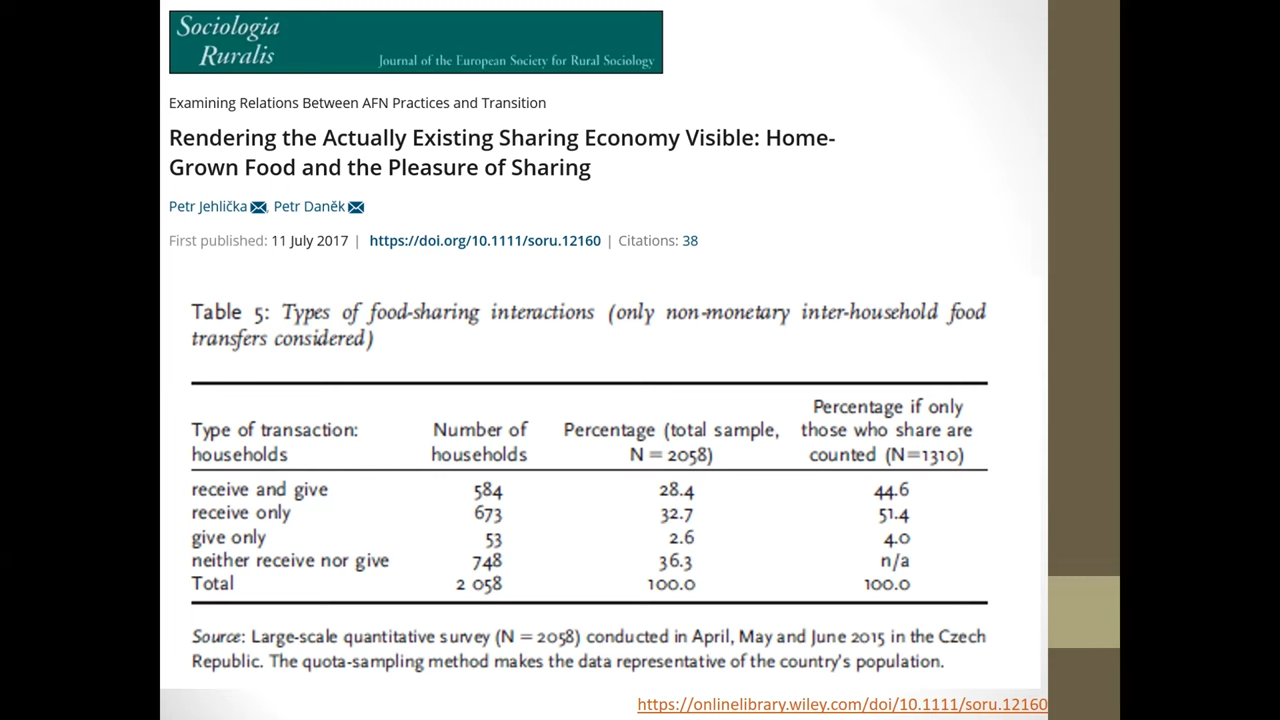 Sociologia
Ruralis
Journal of the European Society for Rural Sociology
Examining Relations Between AFN Practices and Transition
Rendering the Actually Existing Sharing Economy Visible: Home-
Grown Food and the Pleasure of Sharing
Petr Jehlička, Petr Daněk
First published: 11 July 2017 | https://doi.org/10.1111/soru.12160 | Citations: 38
Table 5: Types of food-sharing interactions (only non-monetary inter-household food
transfers considered)
Type of transaction: households Number of households Percentage (total sample, N = 2058) Percentage if only those who share are counted (N=1310)
receive and give 584 28.4 44.6
receive only 673 32.7 51.4
give only 53 2.6 4.0
neither receive nor give 748 36.3 n/a
Total 2 058 100.0 100.0
Source: Large-scale quantitative survey (N = 2058) conducted in April, May and June 2015 in the Czech
Republic. The quota-sampling method makes the data representative of the country's population.
https://onlinelibrary.wiley.com/doi/10.1111/soru.12160